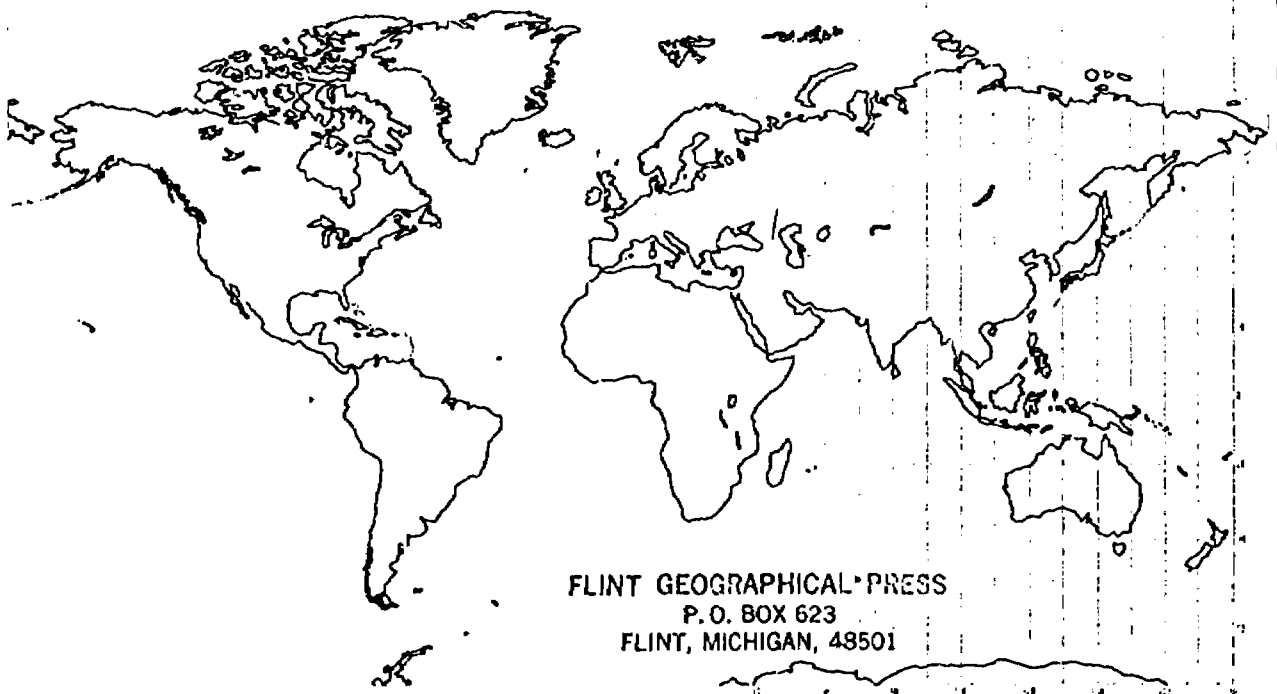 FLINT GEOGRAPHICAL PRESS
P. O. BOX 623
FLINT, MICHIGAN, 48501